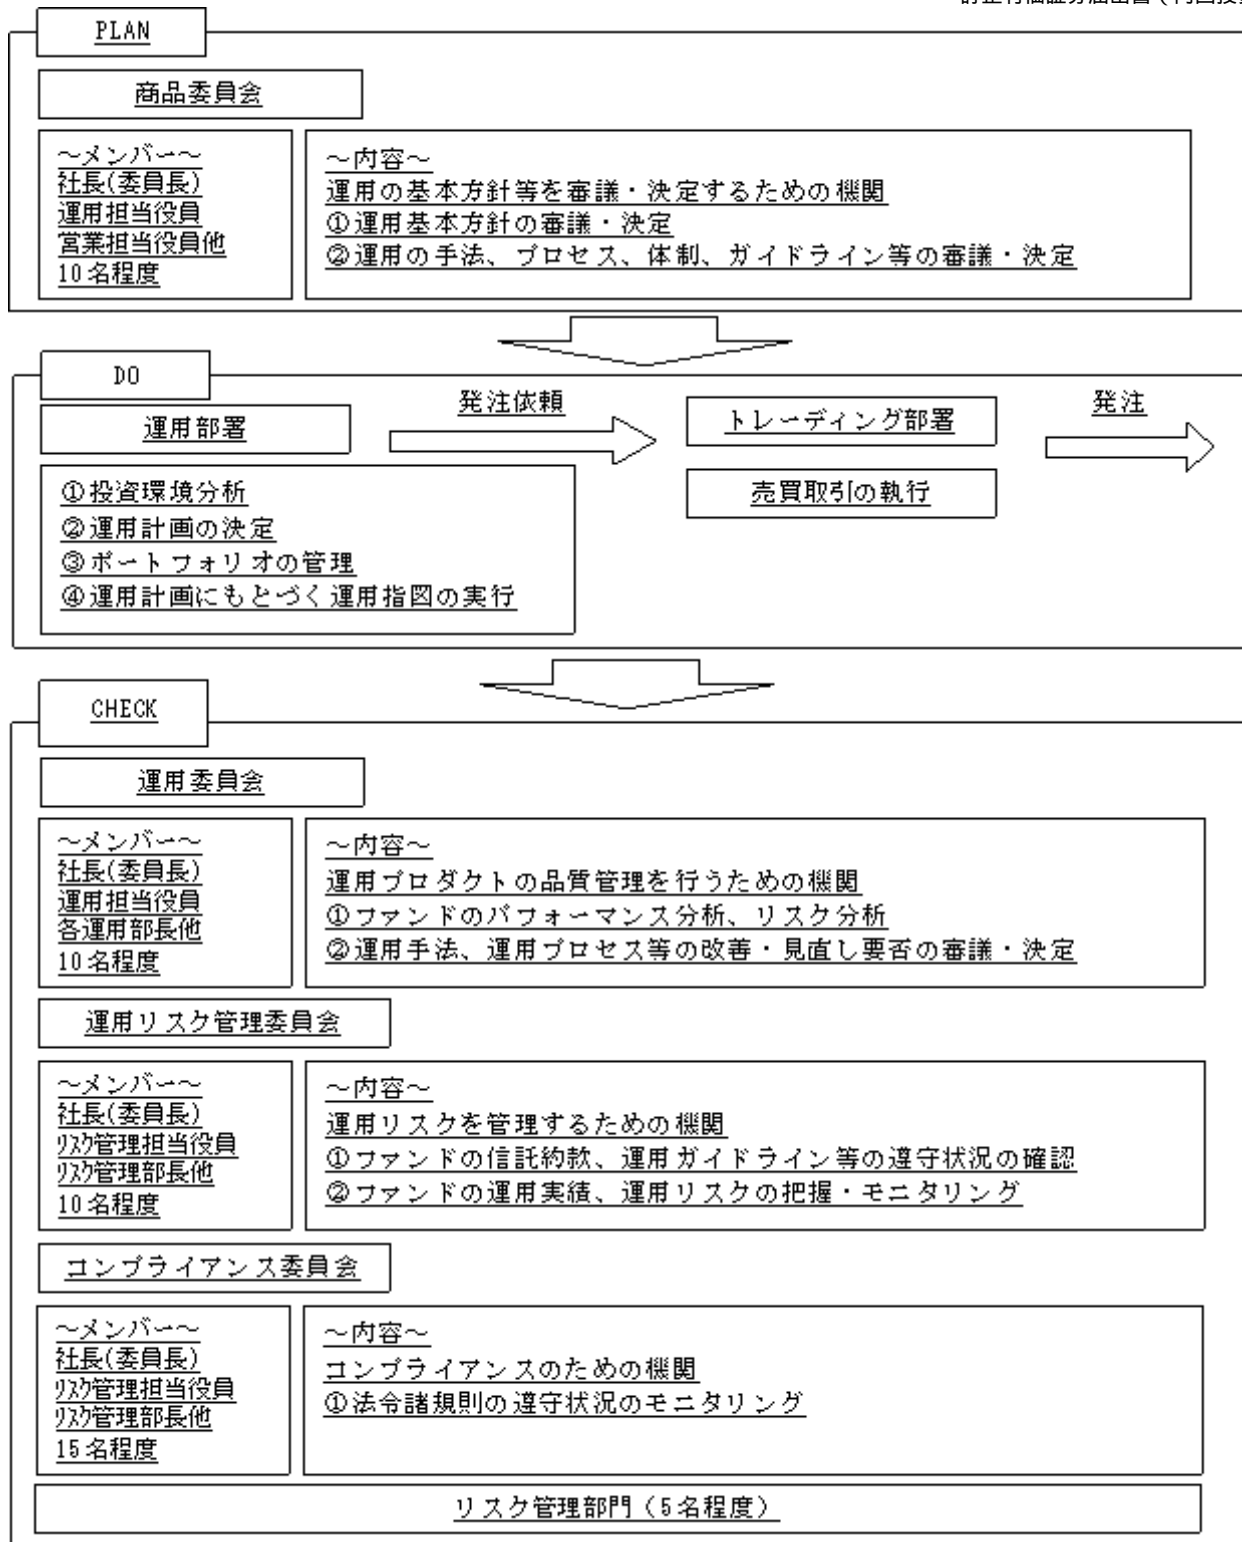 PLAN
商品委員会
～メンバー～
社長(委員長)
運用担当役員
営業担当役員他
10名程度
～内容～
運用の基本方針等を審議・決定するための機関
①運用基本方針の審議・決定
②運用の手法、プロセス、体制、ガイドライン等の審議・決定
DO
運用部署
発注依頼
トレーディング部署
発注
売買取引の執行
①投資環境分析
②運用計画の決定
③ポートフォリオの管理
④運用計画にもとづく運用指図の実行
CHECK
運用委員会
～メンバー～
社長(委員長)
運用担当役員
各運用部長他
10名程度
～内容～
運用プロダクトの品質管理を行うための機関
①ファンドのパフォーマンス分析、リスク分析
②運用手法、運用プロセス等の改善・見直し要否の審議・決定
運用リスク管理委員会
～メンバー～
社長(委員長)
ﾘｽｸ管理担当役員
ﾘｽｸ管理部長他
10名程度
～内容～
運用リスクを管理するための機関
①ファンドの信託約款、運用ガイドライン等の遵守状況の確認
②ファンドの運用実績、運用リスクの把握・モニタリング
コンプライアンス委員会
～メンバー～
社長(委員長)
ﾘｽｸ管理担当役員
ﾘｽｸ管理部長他
15名程度
～内容～
コンプライアンスのための機関
①法令諸規則の遵守状況のモニタリング
リスク管理部門（5名程度）